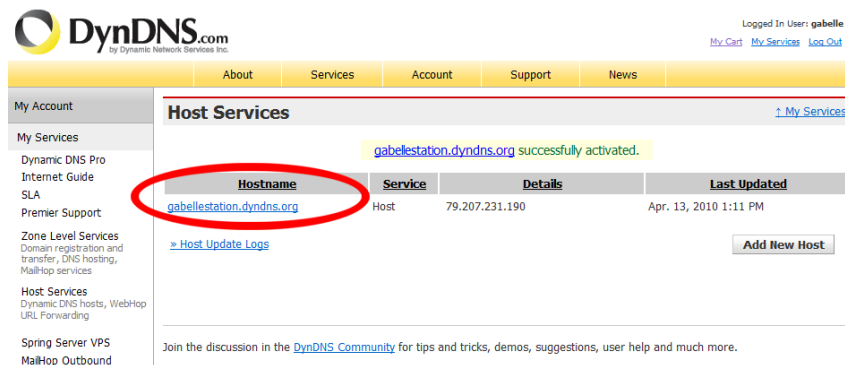 DynDNS.com
by Dynamic Network Services Inc.
Logged In User: gabelle
My Cart My Services Log Out
About Services Account Support News
My Account
My Services
Dynamic DNS Pro
Internet Guide
SLA
Premier Support
Zone Level Services
Domain registration and
transfer, DNS hosting,
MailHop services
Host Services
Dynamic DNS hosts, WebHop
URL Forwarding
Spring Server VPS
MailHop Outbound
Host Services
↑ My Services
gabellestation.dyndns.org successfully activated.
Hostname Service Details Last Updated
gabellestation.dyndns.org Host 79.207.231.190 Apr. 13, 2010 1:11 PM
» Host Update Logs
Add New Host
Join the discussion in the DynDNS Community for tips and tricks, demos, suggestions, user help and much more.